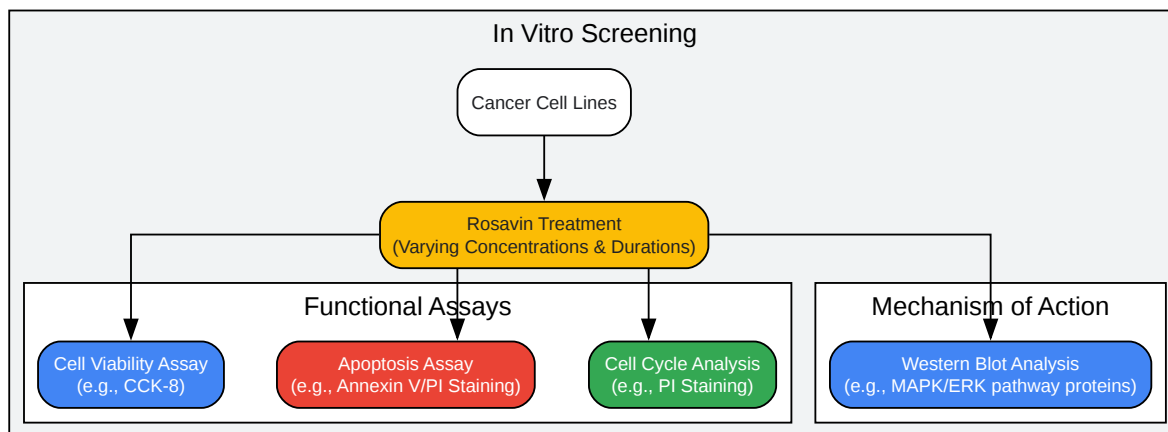 In Vitro Screening
Cancer Cell Lines
Rosavin Treatment
(Varying Concentrations & Durations)
Functional Assays
Mechanism of Action
Cell Viability Assay
(e.g., CCK-8)
Apoptosis Assay
(e.g., Annexin V/PI Staining)
Cell Cycle Analysis
(e.g., PI Staining)
Western Blot Analysis
(e.g., MAPK/ERK pathway proteins)